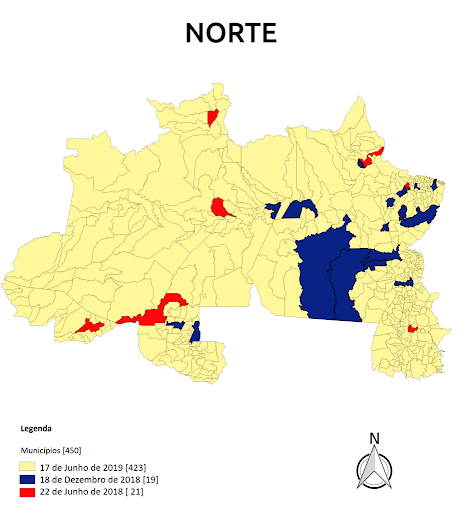 NORTE
Legenda
Municípios [450]
17 de Junho de 2019 [423]
18 de Dezembro de 2018 [19]
22 de Junho de 2018 [ 21]
N